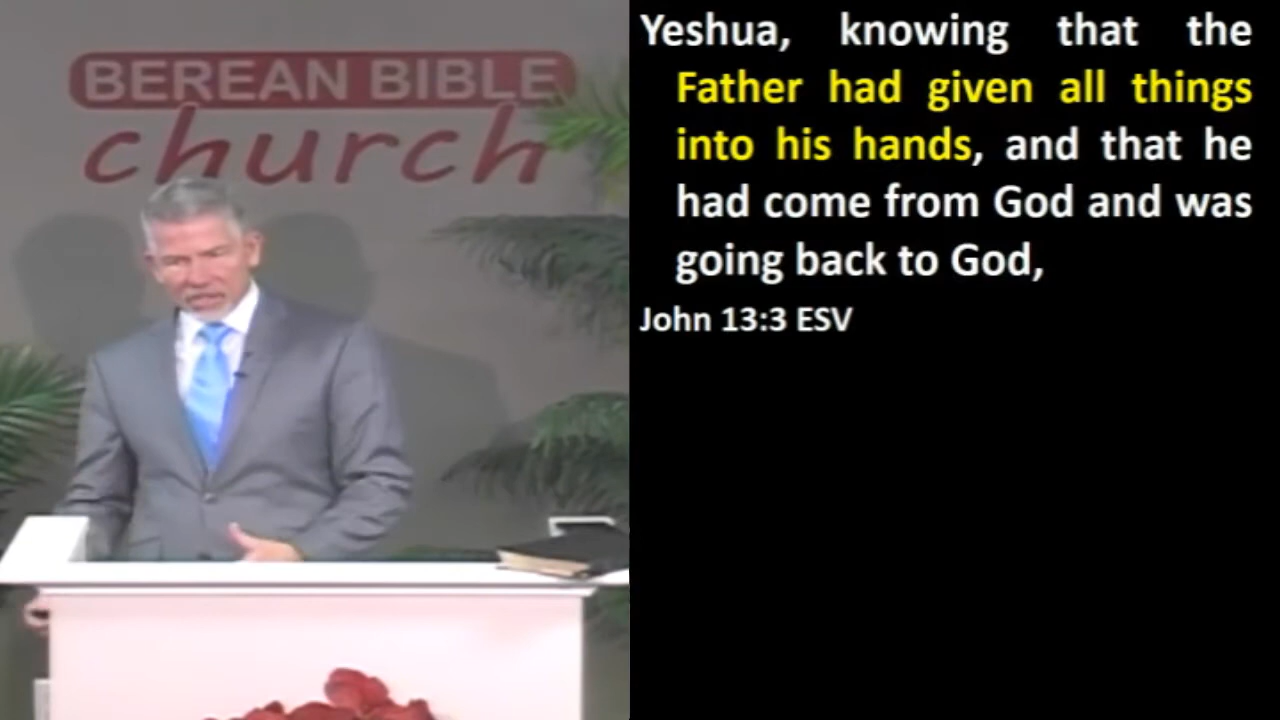 BEREAN BIBLE
church
Yeshua, knowing that the
Father had given all things
into his hands, and that he
had come from God and was
going back to God,
John 13:3 ESV